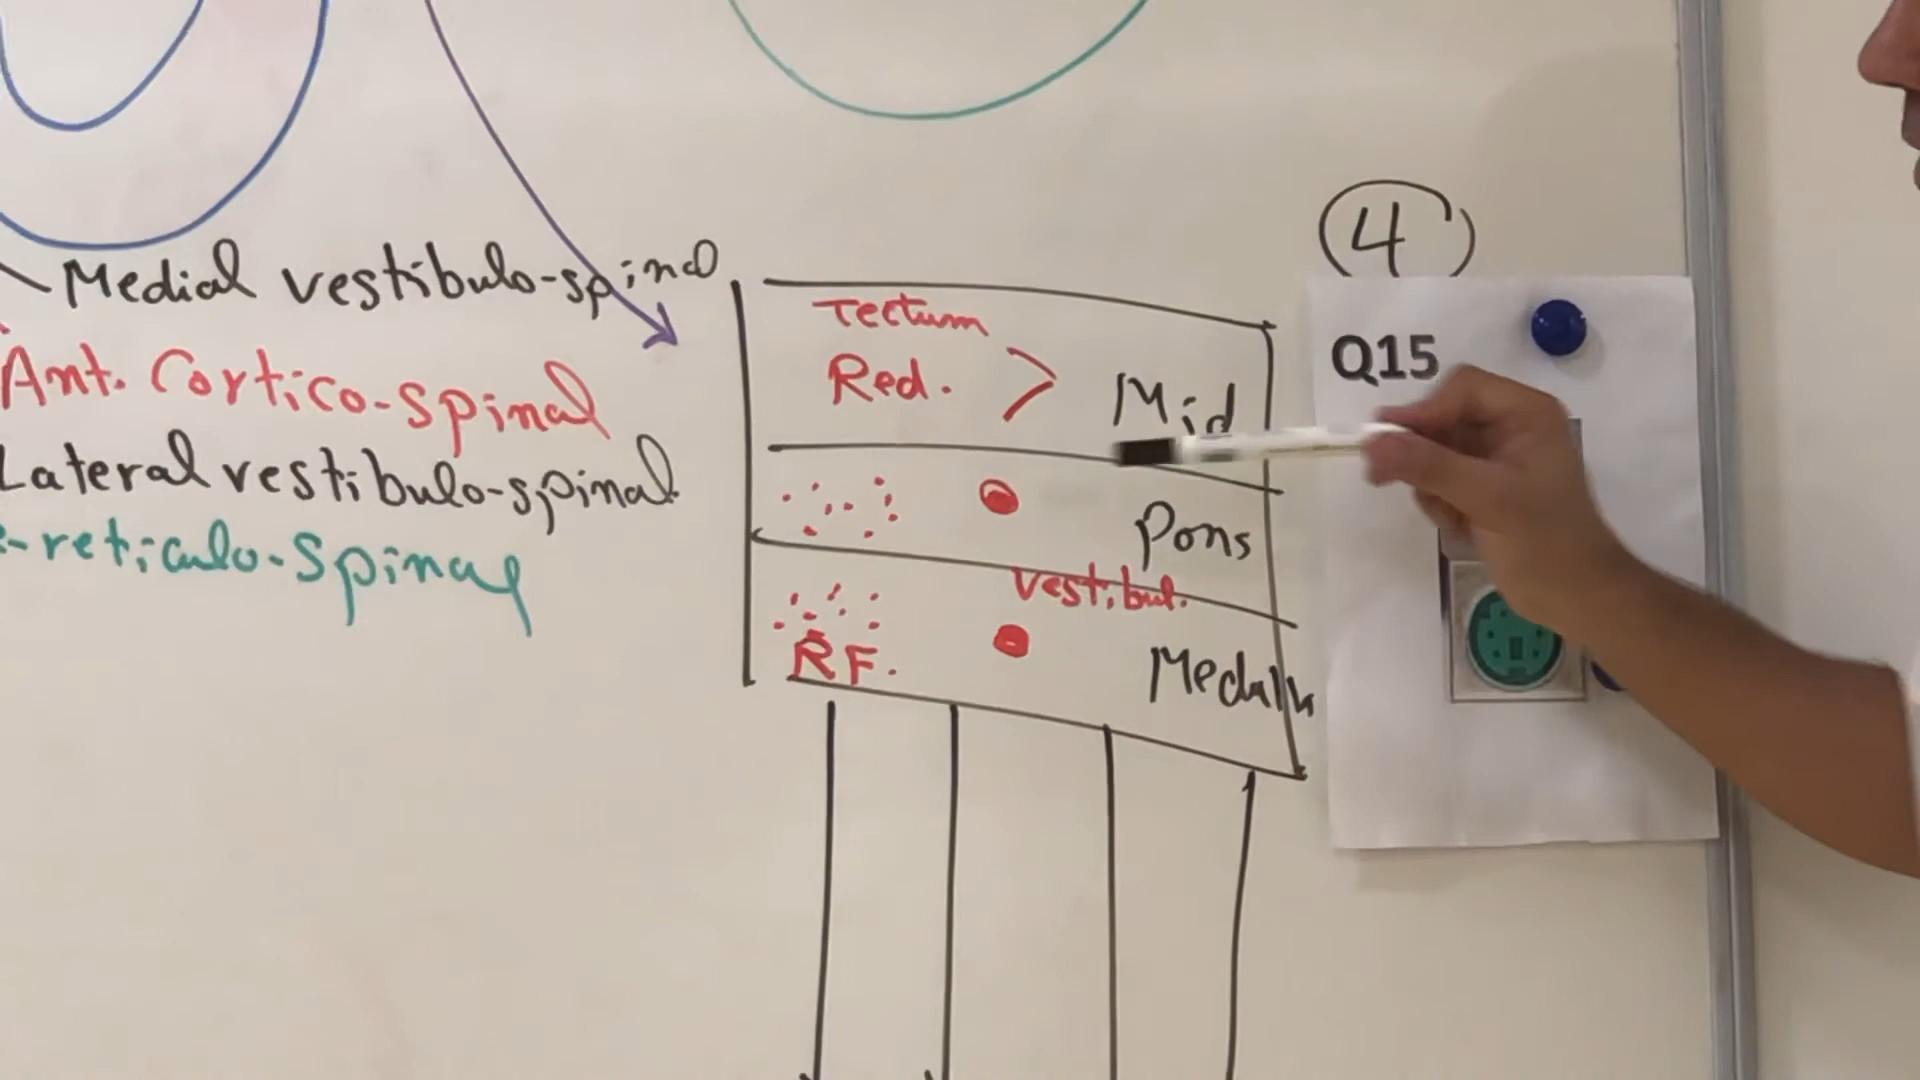 Medial vestibulo-spinal
Ant. Cortico-spinal
Lateral vestibulo-spinal
-reticulo-spinal
4
Tectum
Red. > Mid
Pons
Vestibul.
RF.
Medulla
Q15